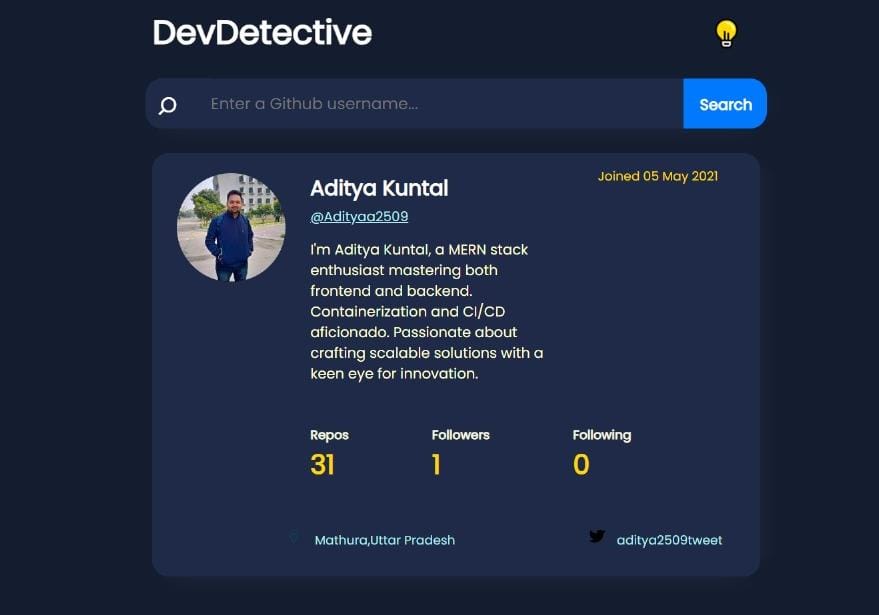 DevDetective
Enter a Github username...
Search
Aditya Kuntal
Joined 05 May 2021
@Adityaa2509
I'm Aditya Kuntal, a MERN stack
enthusiast mastering both
frontend and backend.
Containerization and CI/CD
aficionado. Passionate about
crafting scalable solutions with a
keen eye for innovation.
Repos Followers Following
31 1 0
Mathura,Uttar Pradesh aditya2509tweet